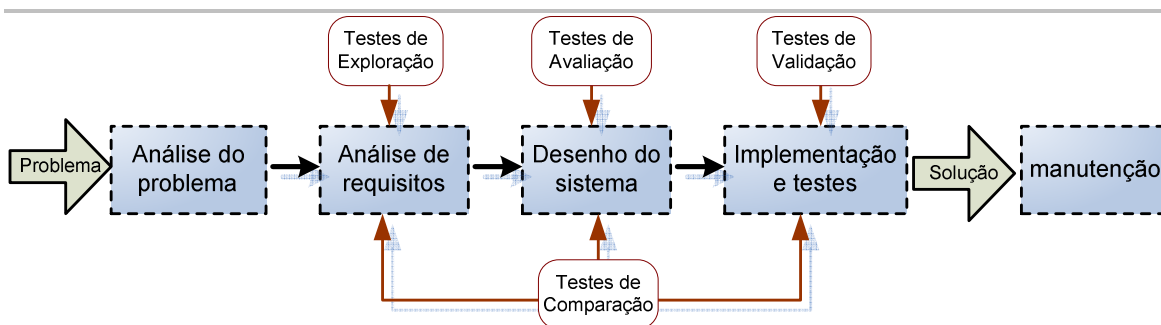 Testes de
Exploração
Testes de
Avaliação
Testes de
Validação
Problema
Análise do
problema
Análise de
requisitos
Desenho do
sistema
Implementação
e testes
Solução
manutenção
Testes de
Comparação